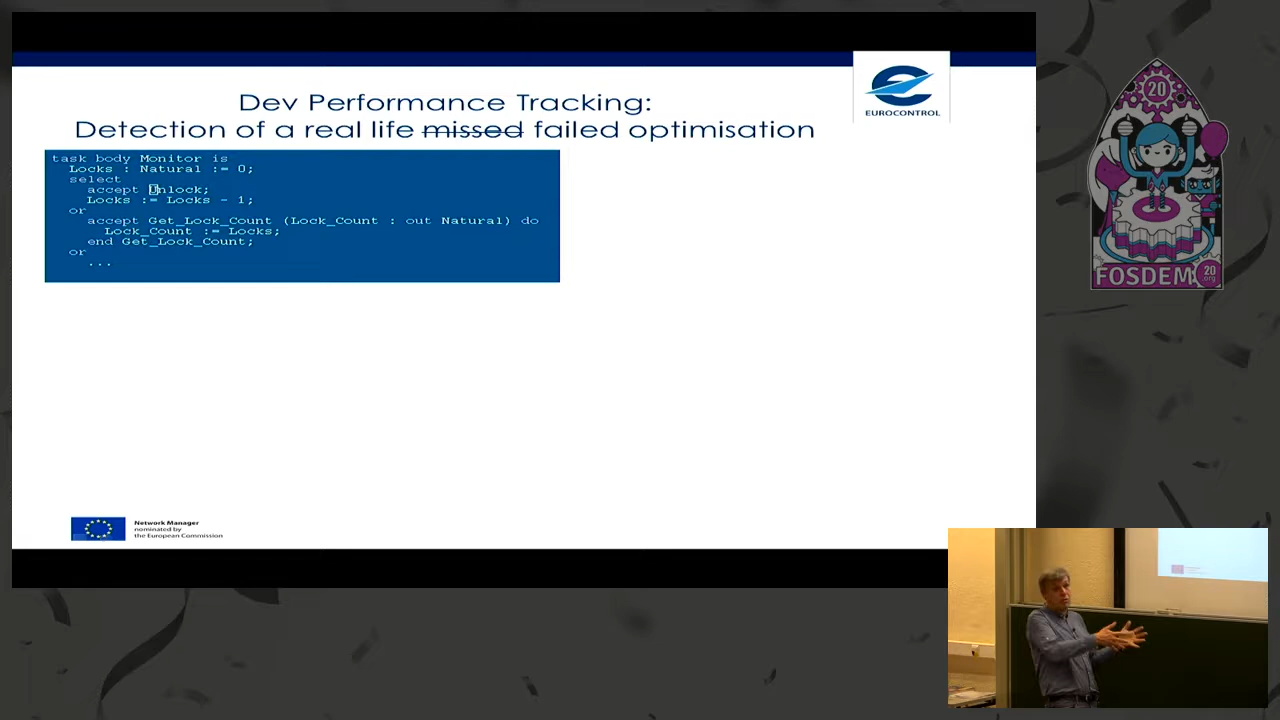 Dev Performance Tracking:
Detection of a real life missed failed optimisation
EUROCONTROL
task body Monitor is
Locks : Natural := 0;
select
accept Unlock;
Locks := Locks - 1;
or
accept Get_Lock_Count (Lock_Count : out Natural) do
Lock_Count := Locks;
end Get_Lock_Count;
or
...
Network Manager
nominated by
the European Commission
20
FOSDEM
20
.org